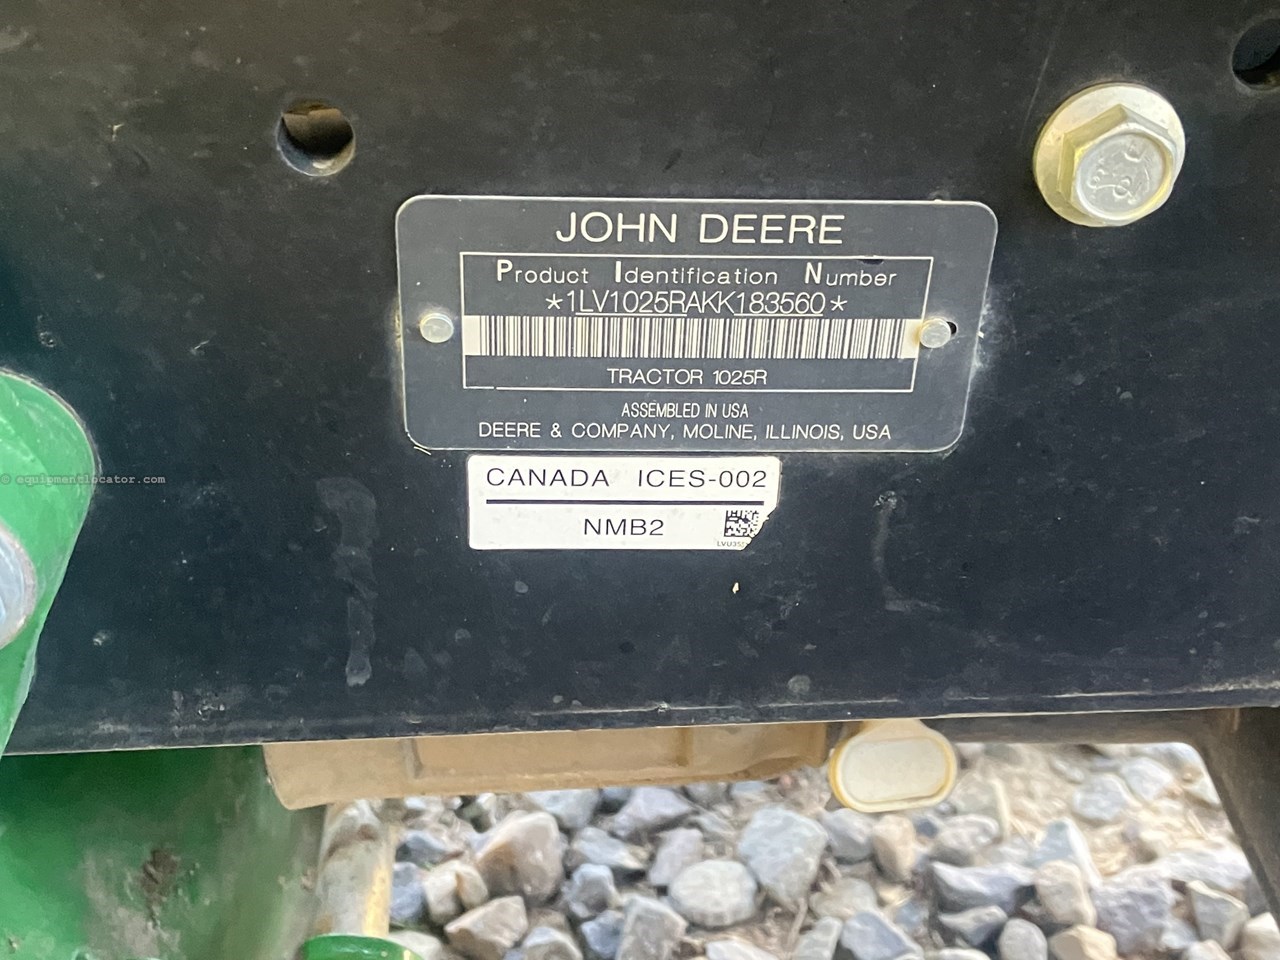 JOHN DEERE
Product Identification Number
*1LV1025RAKK183560*
TRACTOR 1025R
ASSEMBLED IN USA
DEERE & COMPANY, MOLINE, ILLINOIS, USA
© equipmentlocator.com
CANADA ICES-002
NMB2